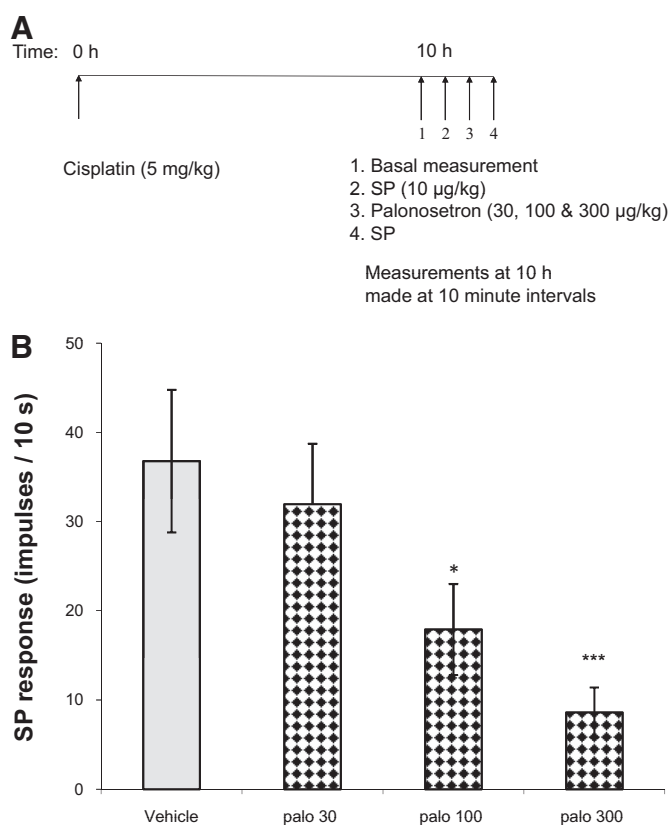 A
Time: 0 h 10 h
1 2 3 4
Cisplatin (5 mg/kg)
1. Basal measurement
2. SP (10 µg/kg)
3. Palonosetron (30, 100 & 300 µg/kg)
4. SP
Measurements at 10 h
made at 10 minute intervals
B
SP response (impulses / 10 s)
50
40
30
20
10
0
*
***
Vehicle palo 30 palo 100 palo 300